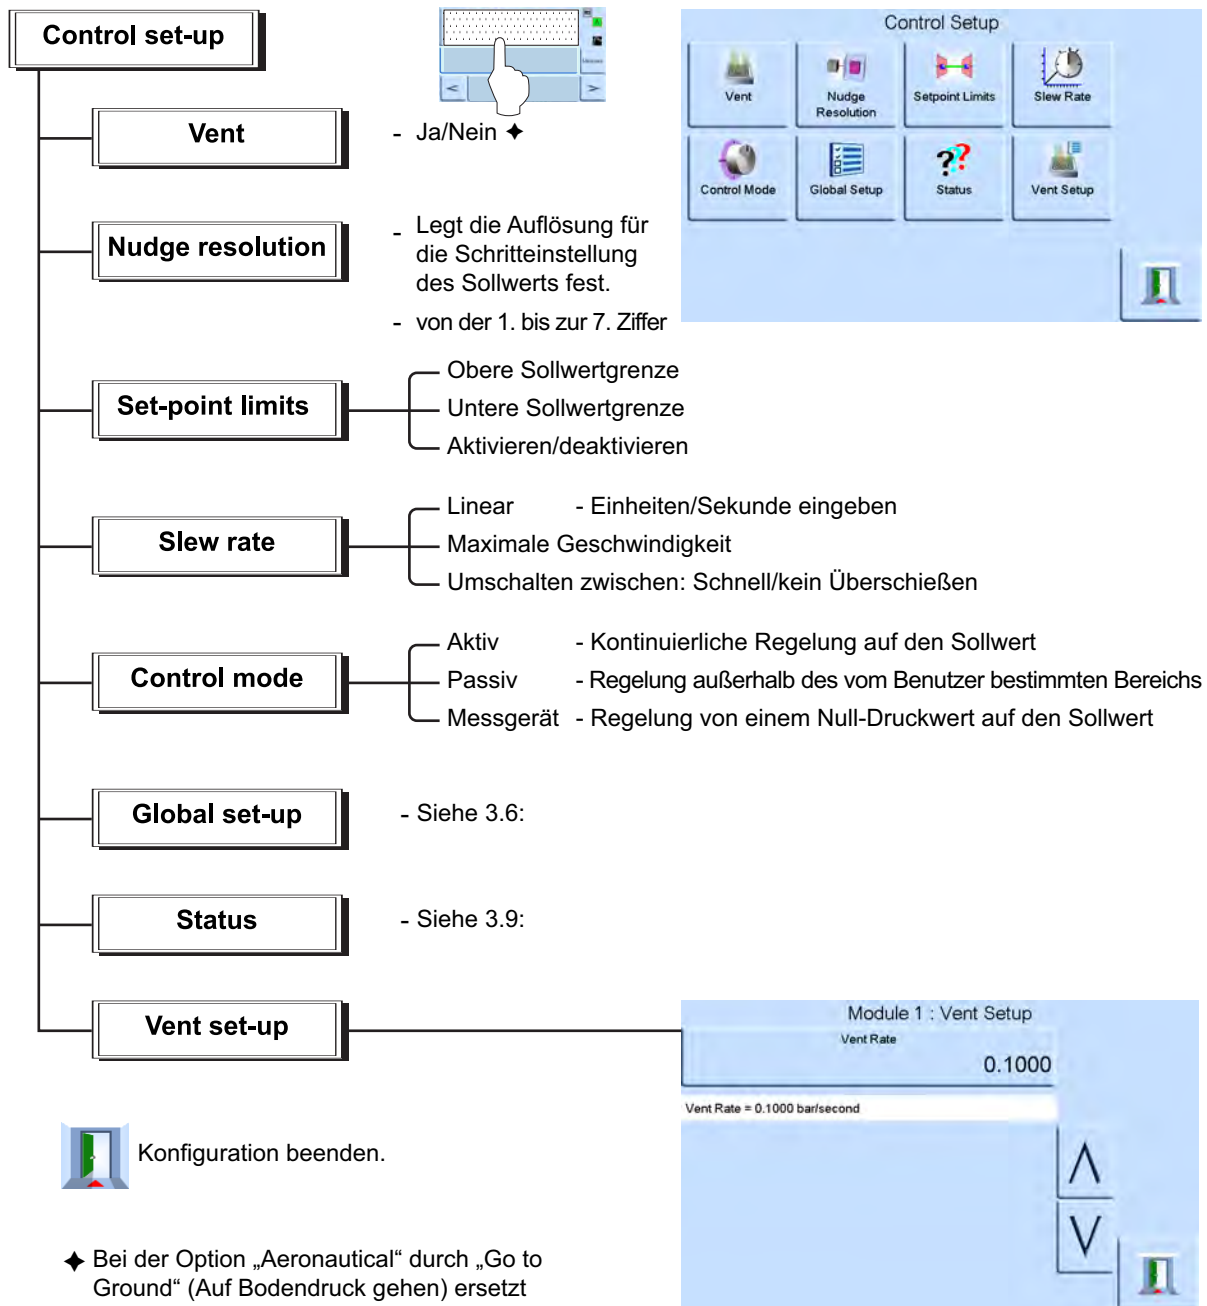 Control set-up
Control Setup
Vent
Nudge
Resolution
Setpoint Limits
Slew Rate
Control Mode
Global Setup
Status
Vent Setup
Vent
- Ja/Nein ✦
Nudge resolution
- Legt die Auflösung für
die Schritteinstellung
des Sollwerts fest.
- von der 1. bis zur 7. Ziffer
Set-point limits
Obere Sollwertgrenze
Untere Sollwertgrenze
Aktivieren/deaktivieren
Slew rate
Linear - Einheiten/Sekunde eingeben
Maximale Geschwindigkeit
Umschalten zwischen: Schnell/kein Überschießen
Control mode
Aktiv - Kontinuierliche Regelung auf den Sollwert
Passiv - Regelung außerhalb des vom Benutzer bestimmten Bereichs
Messgerät - Regelung von einem Null-Druckwert auf den Sollwert
Global set-up
- Siehe 3.6:
Status
- Siehe 3.9:
Vent set-up
Module 1 : Vent Setup
Vent Rate
0.1000
Vent Rate = 0.1000 bar/second
Konfiguration beenden.
✦ Bei der Option „Aeronautical“ durch „Go to
Ground“ (Auf Bodendruck gehen) ersetzt